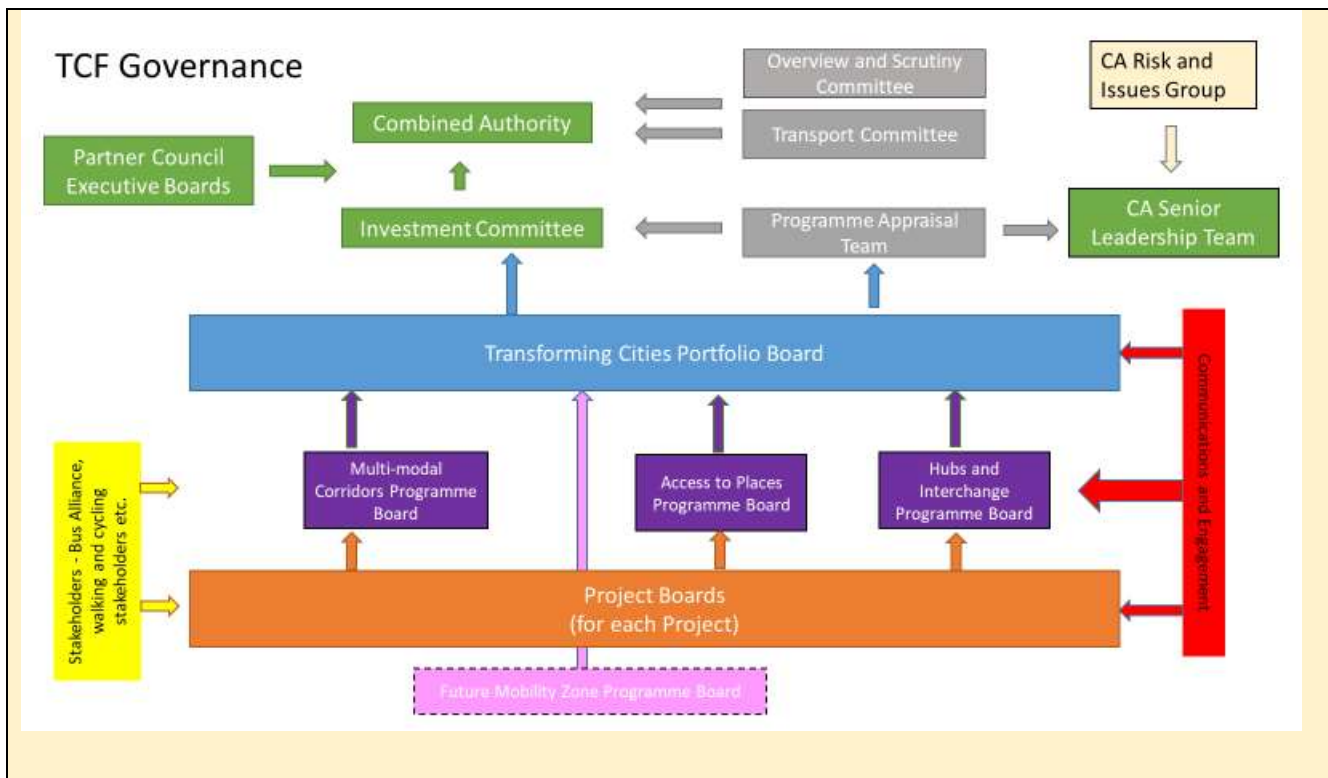 TCF Governance
Overview and Scrutiny
Committee
CA Risk and
Issues Group
Combined Authority
Transport Committee
Partner Council
Executive Boards
Investment Committee
Programme Appraisal
Team
CA Senior
Leadership Team
Transforming Cities Portfolio Board
Communications and Engagement
Stakeholders - Bus Alliance,
walking and cycling
stakeholders etc.
Multi-modal
Corridors Programme
Board
Access to Places
Programme Board
Hubs and
Interchange
Programme Board
Project Boards
(for each Project)
Future Mobility Zone Programme Board